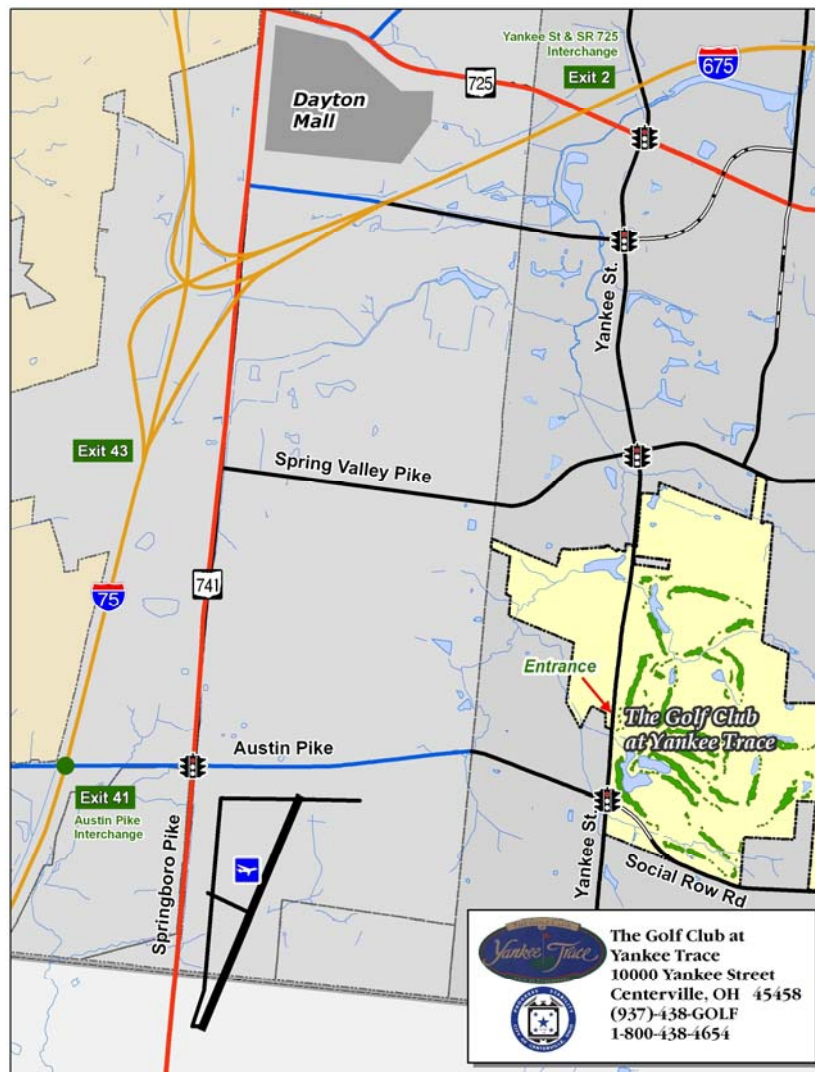 Yankee St & SR 725
Interchange
Exit 2
675
725
Dayton
Mall
Yankee St.
Exit 43
Spring Valley Pike
75
741
Entrance
The Golf Club
at Yankee Trace
Austin Pike
Exit 41
Austin Pike
Interchange
Springboro Pike
Yankee St.
Social Row Rd
Yankee Trace
The Golf Club at
Yankee Trace
10000 Yankee Street
Centerville, OH 45458
(937)-438-GOLF
1-800-438-4654